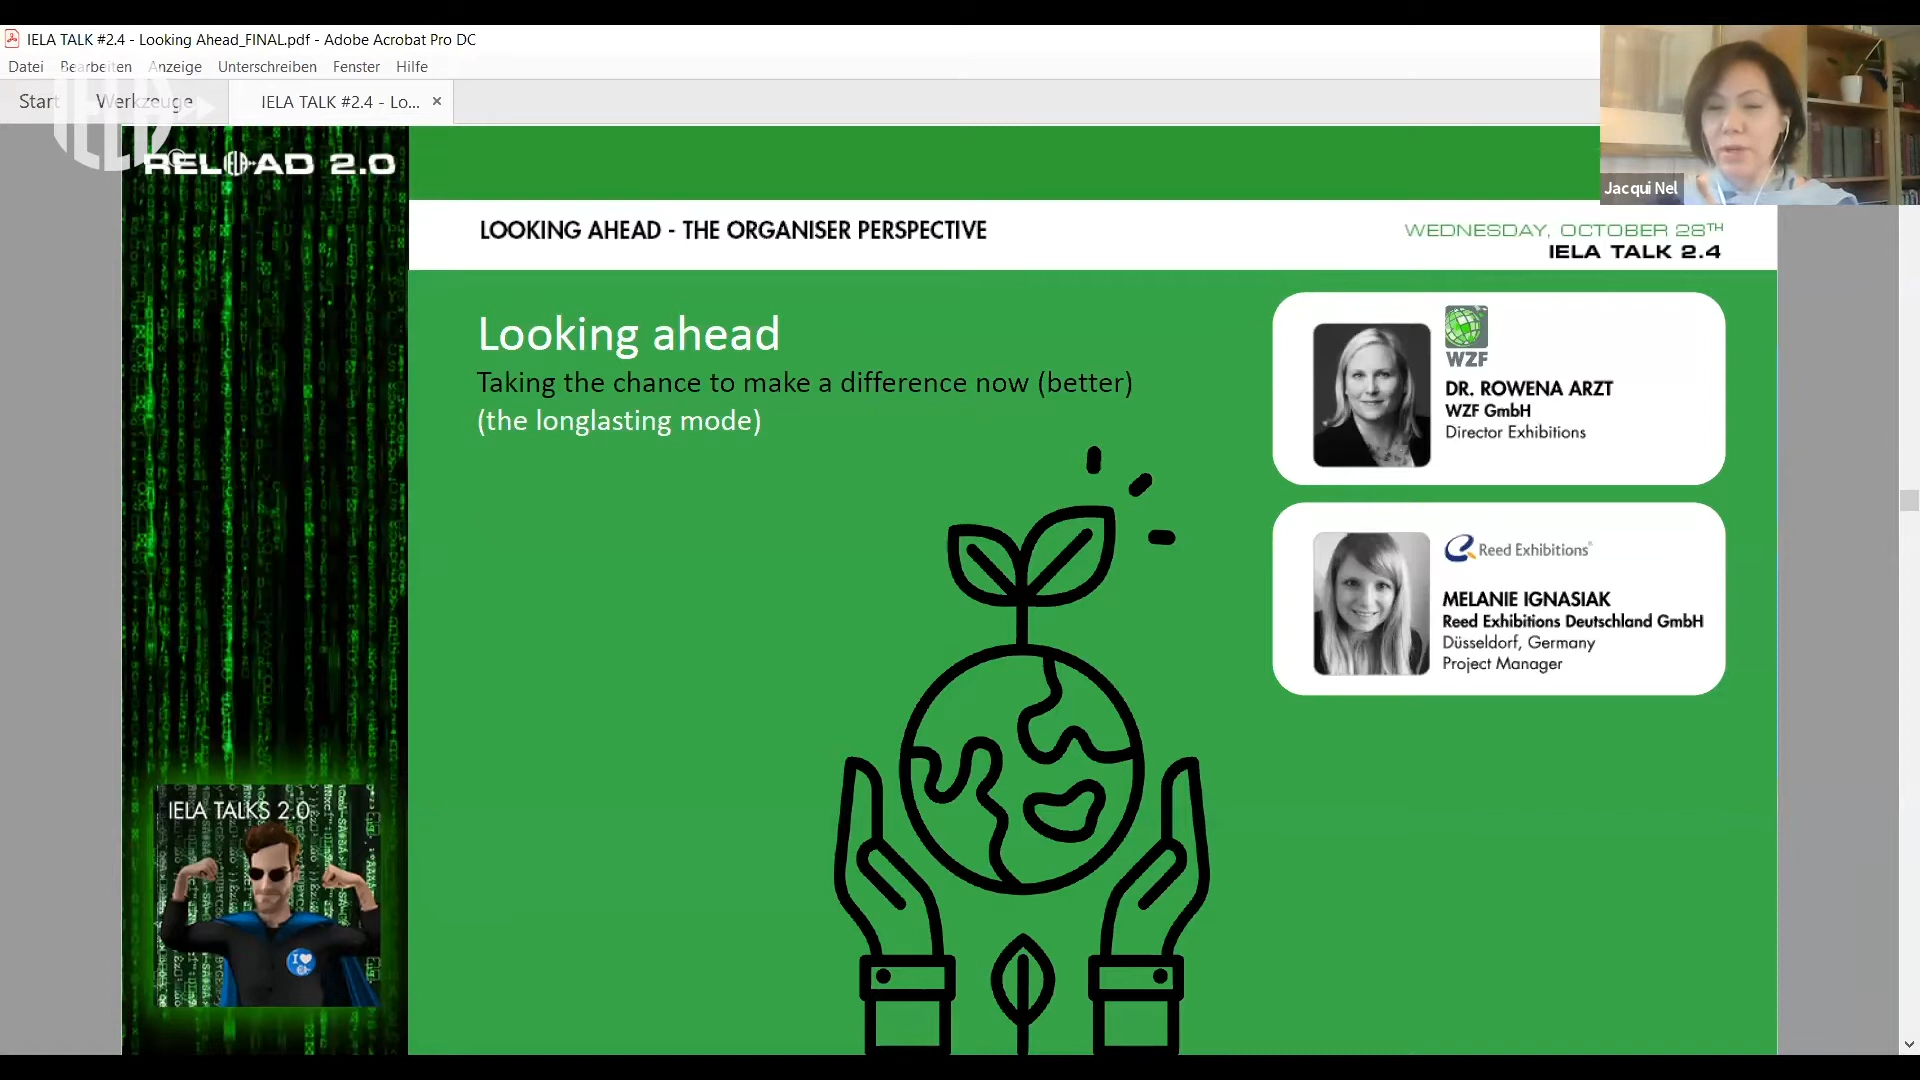 IELA TALK #2.4 - Looking Ahead_FINAL.pdf - Adobe Acrobat Pro DC
Datei Bearbeiten Anzeige Unterschreiben Fenster Hilfe
Start Werkzeuge IELA TALK #2.4 - Lo... ×
IELA
RELOAD 2.0
Jacqui Nel
LOOKING AHEAD - THE ORGANISER PERSPECTIVE
WEDNESDAY, OCTOBER 28TH
IELA TALK 2.4
Looking ahead
Taking the chance to make a difference now (better)
(the longlasting mode)
WZF
DR. ROWENA ARZT
WZF GmbH
Director Exhibitions
Reed Exhibitions®
MELANIE IGNASIAK
Reed Exhibitions Deutschland GmbH
Düsseldorf, Germany
Project Manager
IELA TALKS 2.0
I